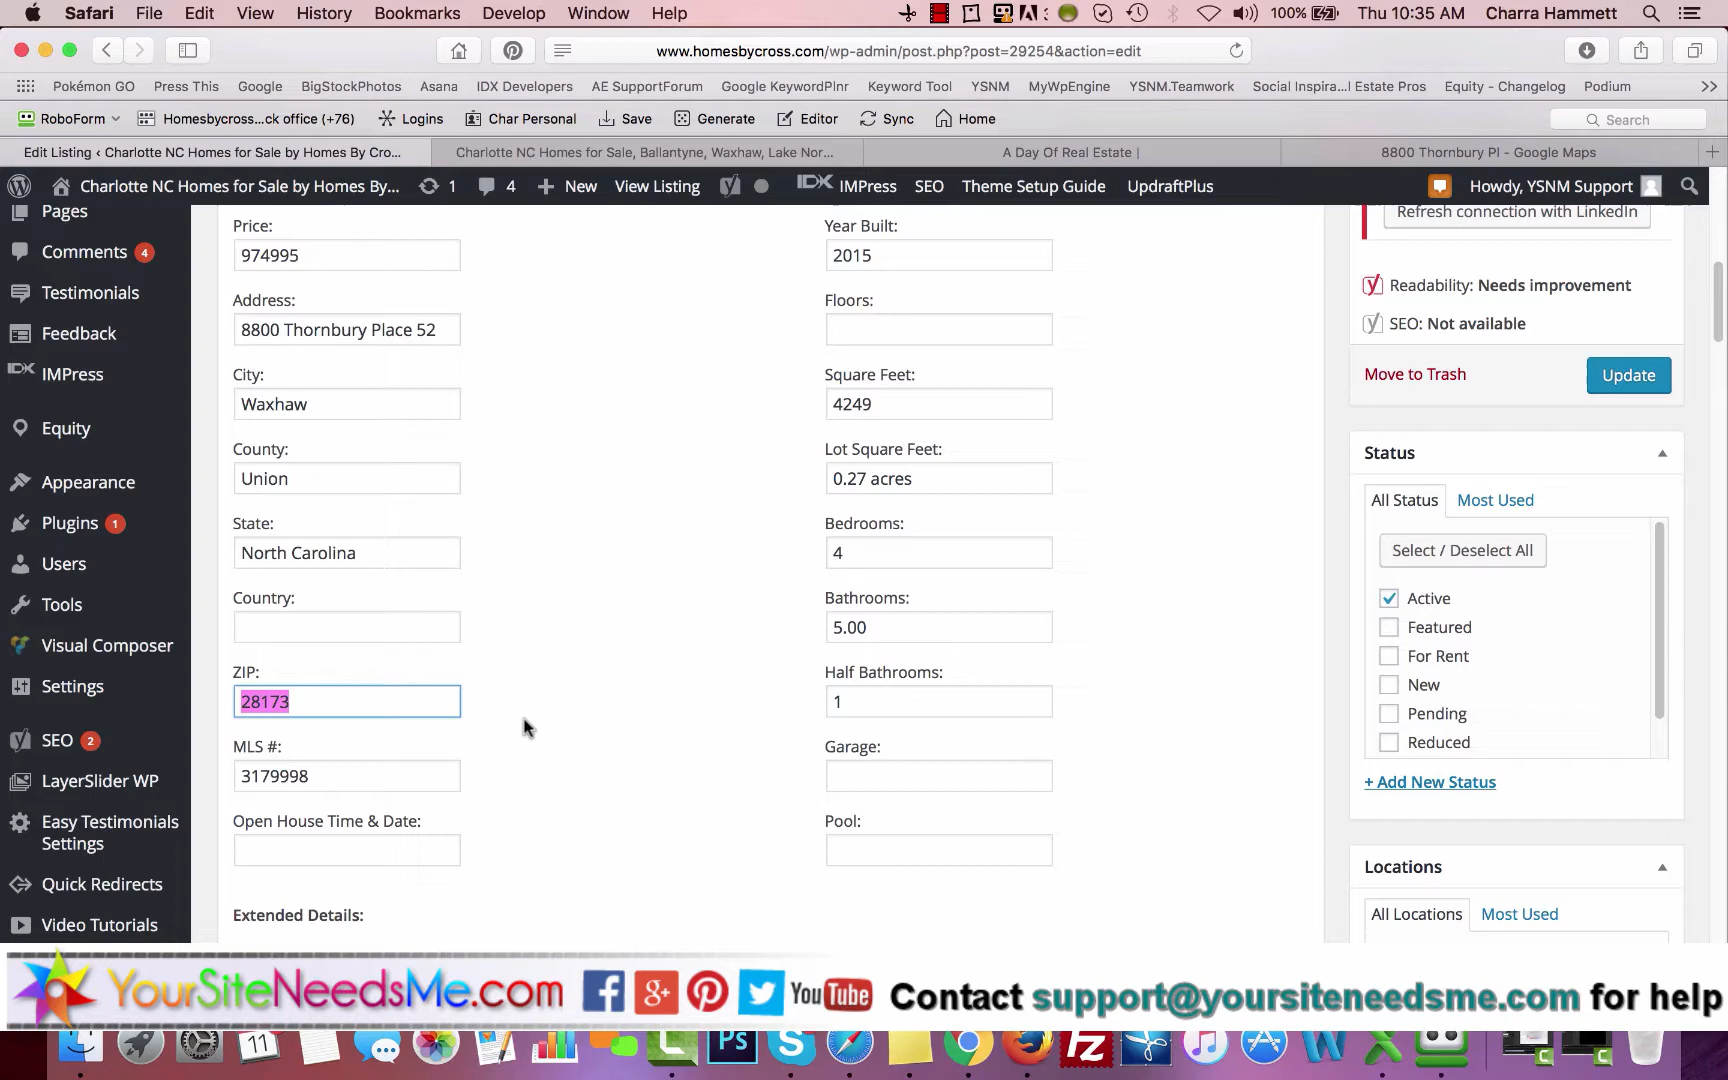 Safari File Edit View History Bookmarks Develop Window Help 100% Thu 10:35 AM Charra Hammett
www.homesbycross.com/wp-admin/post.php?post=29254&action=edit
Pokémon GO Press This Google BigStockPhotos Asana IDX Developers AE SupportForum Google KeywordPlnr Keyword Tool YSNM MyWpEngine YSNM.Teamwork Social Inspira...l Estate Pros Equity - Changelog Podium
RoboForm Homesbycross...ck office (+76) Logins Char Personal Save Generate Editor Sync Home Search
Edit Listing ‹ Charlotte NC Homes for Sale by Homes By Cro... Charlotte NC Homes for Sale, Ballantyne, Waxhaw, Lake Nor... A Day Of Real Estate | 8800 Thornbury Pl - Google Maps
Charlotte NC Homes for Sale by Homes By... 1 4 New View Listing IDX IMPress SEO Theme Setup Guide UpdraftPlus Howdy, YSNM Support
Pages
Comments 4
Testimonials
Feedback
IDX IMPress
Equity
Appearance
Plugins 1
Users
Tools
Visual Composer
Settings
SEO 2
LayerSlider WP
Easy Testimonials
Settings
Quick Redirects
Video Tutorials
Price:
974995
Address:
8800 Thornbury Place 52
City:
Waxhaw
County:
Union
State:
North Carolina
Country:
ZIP:
28173
MLS #:
3179998
Open House Time & Date:
Extended Details:
Year Built:
2015
Floors:
Square Feet:
4249
Lot Square Feet:
0.27 acres
Bedrooms:
4
Bathrooms:
5.00
Half Bathrooms:
1
Garage:
Pool:
Refresh connection with LinkedIn
Readability: Needs improvement
SEO: Not available
Move to Trash Update
Status
All Status Most Used
Select / Deselect All
Active
Featured
For Rent
New
Pending
Reduced
+ Add New Status
Locations
All Locations Most Used
YourSiteNeedsMe.com f g+ You Tube Contact support@yoursiteneedsme.com for help
11 Ps S Fz W